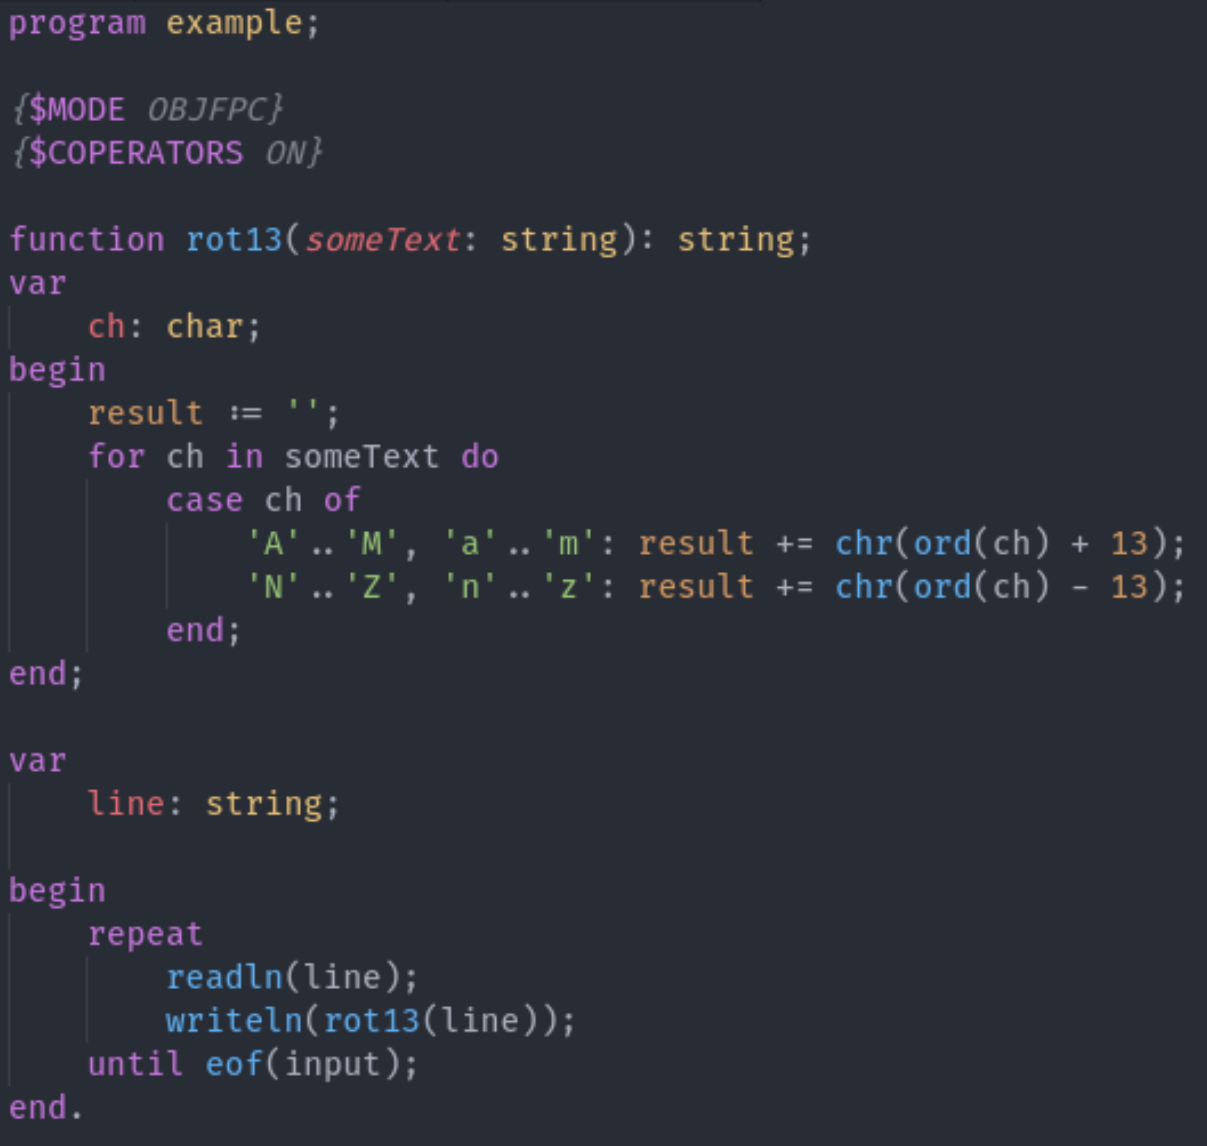 program example;
{$MODE OBJFPC}
{$COPERATORS ON}
function rot13(someText: string): string;
var
    ch: char;
begin
    result := '';
    for ch in someText do
        case ch of
            'A'..'M', 'a'..'m': result += chr(ord(ch) + 13);
            'N'..'Z', 'n'..'z': result += chr(ord(ch) - 13);
        end;
end;
var
    line: string;
begin
    repeat
        readln(line);
        writeln(rot13(line));
    until eof(input);
end.